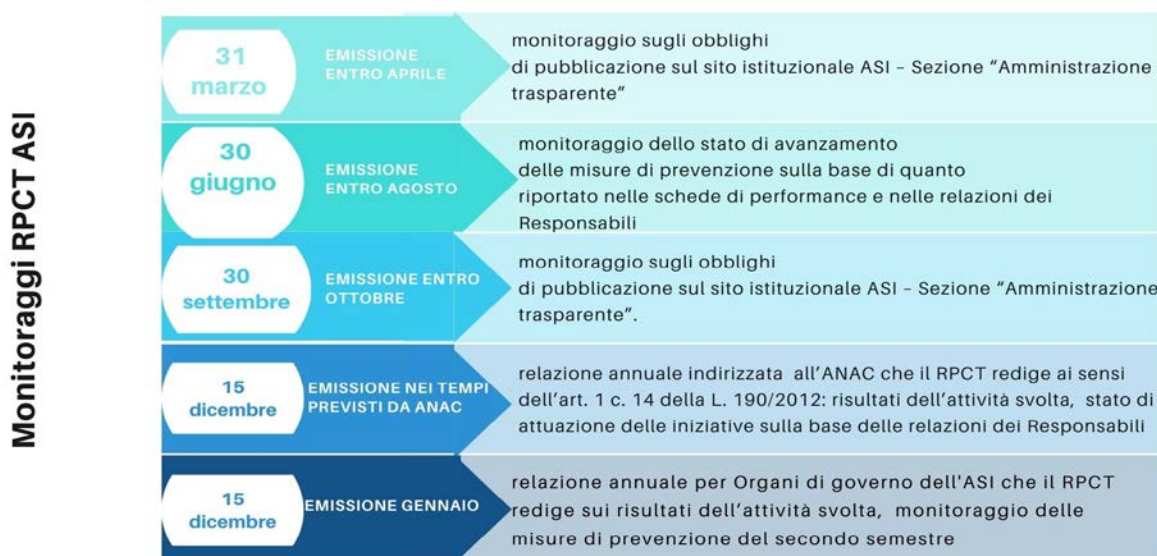 Monitoraggi RPCT ASI
31
marzo
EMISSIONE
ENTRO APRILE
monitoraggio sugli obblighi
di pubblicazione sul sito istituzionale ASI – Sezione “Amministrazione
trasparente”
30
giugno
EMISSIONE
ENTRO AGOSTO
monitoraggio dello stato di avanzamento
delle misure di prevenzione sulla base di quanto
riportato nelle schede di performance e nelle relazioni dei
Responsabili
30
settembre
EMISSIONE ENTRO
OTTOBRE
monitoraggio sugli obblighi
di pubblicazione sul sito istituzionale ASI – Sezione “Amministrazione
trasparente”.
15
dicembre
EMISSIONE NEI TEMPI
PREVISTI DA ANAC
relazione annuale indirizzata all’ANAC che il RPCT redige ai sensi
dell’art. 1 c. 14 della L. 190/2012: risultati dell’attività svolta, stato di
attuazione delle iniziative sulla base delle relazioni dei Responsabili
15
dicembre
EMISSIONE GENNAIO
relazione annuale per Organi di governo dell'ASI che il RPCT
redige sui risultati dell’attività svolta, monitoraggio delle
misure di prevenzione del secondo semestre